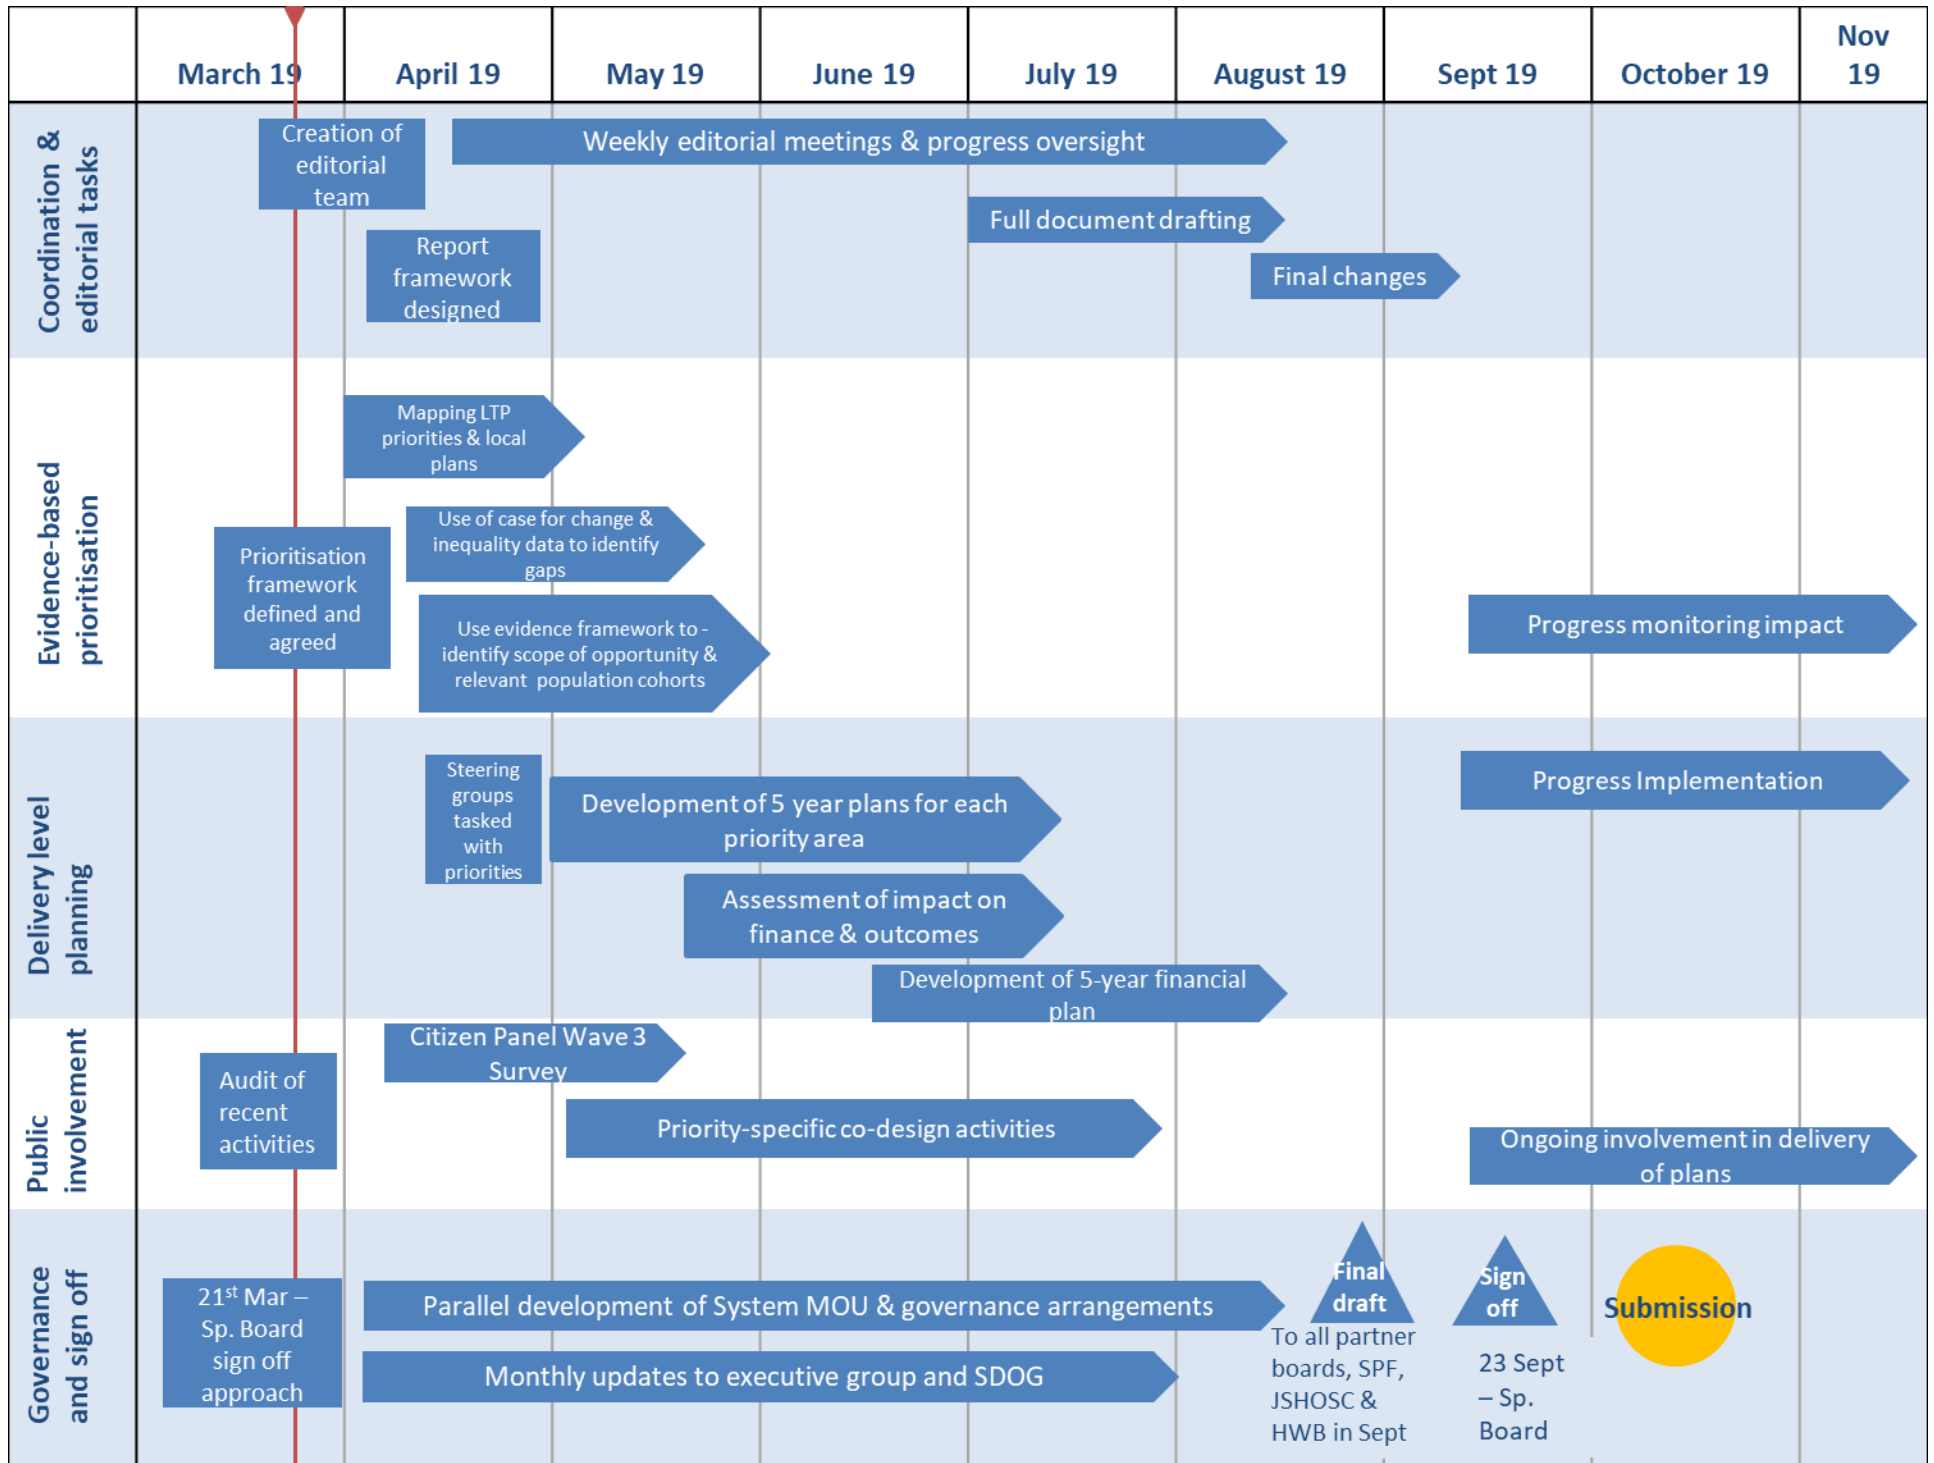 March 19
April 19
May 19
June 19
July 19
August 19
Sept 19
October 19
Nov
19
Coordination &
editorial tasks
Creation of
editorial
team
Weekly editorial meetings & progress oversight
Full document drafting
Report
framework
designed
Final changes
Evidence-based
prioritisation
Mapping LTP
priorities & local
plans
Use of case for change &
inequality data to identify
gaps
Prioritisation
framework
defined and
agreed
Use evidence framework to -
identify scope of opportunity &
relevant population cohorts
Progress monitoring impact
Delivery level
planning
Steering
groups
tasked
with
priorities
Development of 5 year plans for each
priority area
Progress Implementation
Assessment of impact on
finance & outcomes
Development of 5-year financial
plan
Public
involvement
Citizen Panel Wave 3
Survey
Audit of
recent
activities
Priority-specific co-design activities
Ongoing involvement in delivery
of plans
Governance
and sign off
21st Mar –
Sp. Board
sign off
approach
Parallel development of System MOU & governance arrangements
Monthly updates to executive group and SDOG
Final
draft
To all partner
boards, SPF,
JSHOSC &
HWB in Sept
Sign
off
23 Sept
– Sp.
Board
Submission